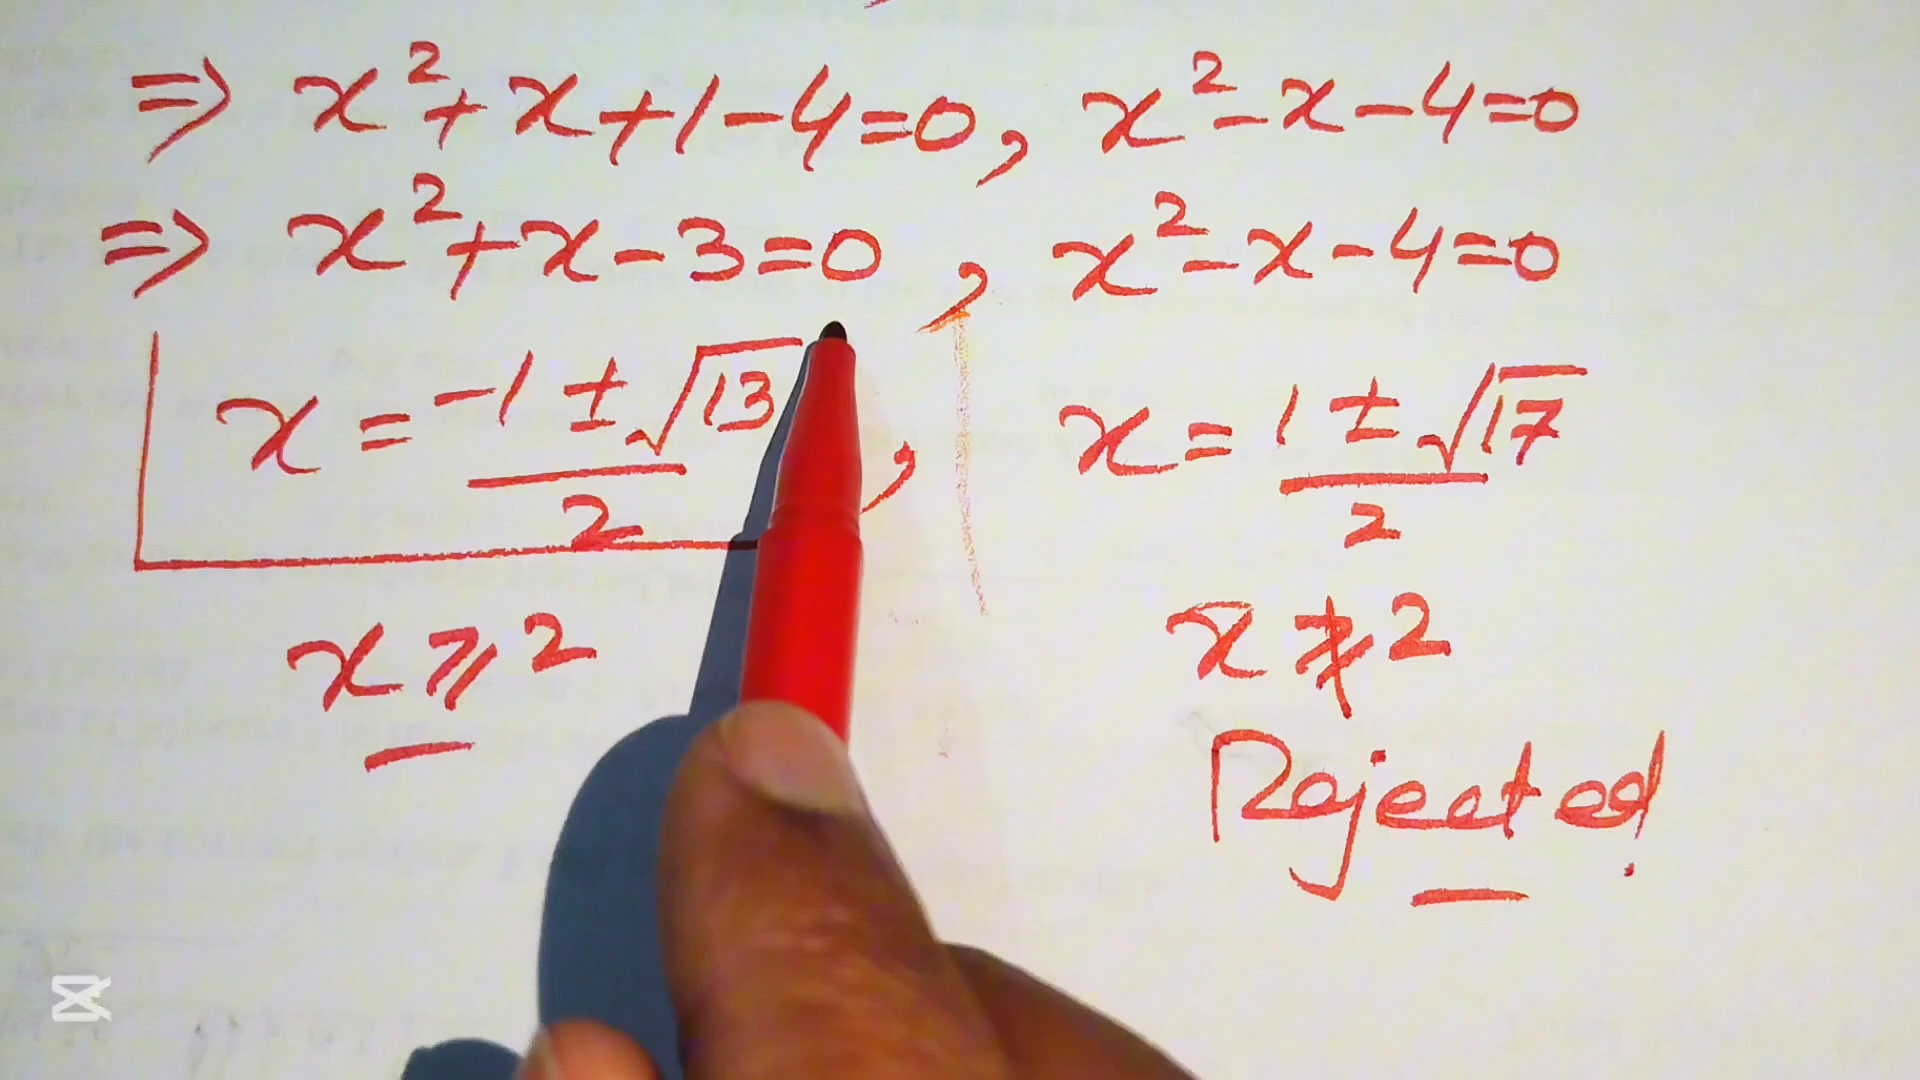 ⇒ x² + x + 1 - 4 = 0, x² - x - 4 = 0
⇒ x² + x - 3 = 0, x² - x - 4 = 0
x = (-1 ± √13)/2, x = (1 ± √17)/2
x ⩾ 2 x ≱ 2
Rejected.